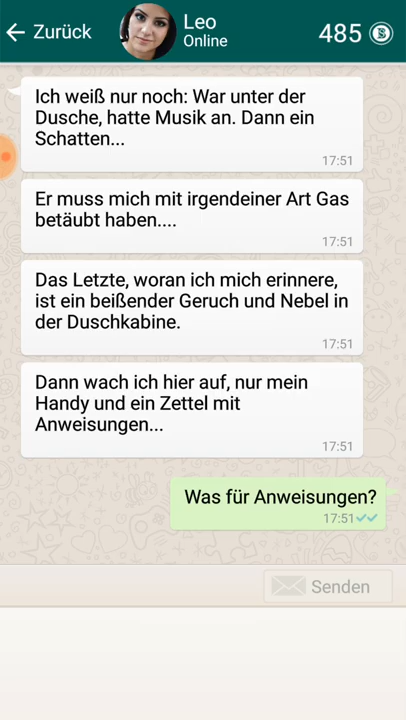 Zurück
Leo
Online
485
Ich weiß nur noch: War unter der
Dusche, hatte Musik an. Dann ein
Schatten...
17:51
Er muss mich mit irgendeiner Art Gas
betäubt haben....
17:51
Das Letzte, woran ich mich erinnere,
ist ein beißender Geruch und Nebel in
der Duschkabine.
17:51
Dann wach ich hier auf, nur mein
Handy und ein Zettel mit
Anweisungen...
17:51
Was für Anweisungen?
17:51
Senden